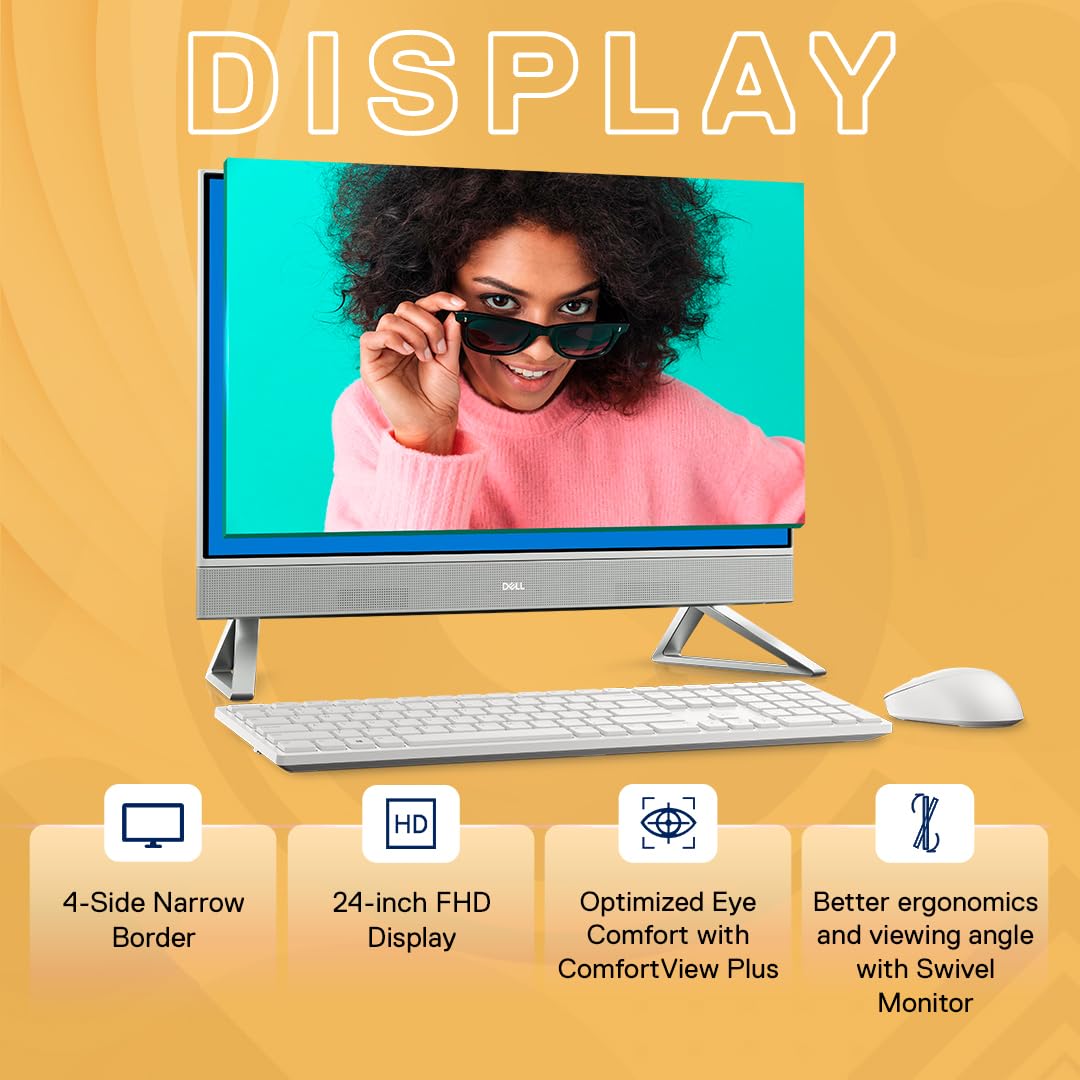 DISPLAY
DELL
HD
4-Side Narrow
Border
24-inch FHD
Display
Optimized Eye
Comfort with
ComfortView Plus
Better ergonomics
and viewing angle
with Swivel
Monitor